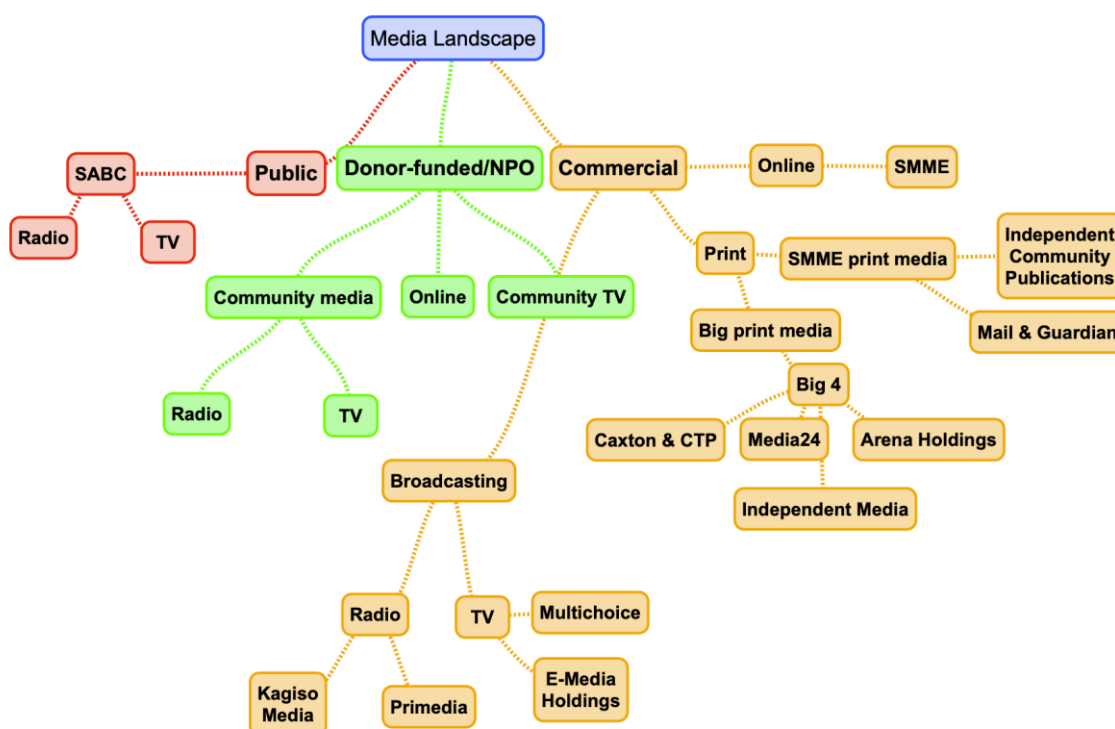 Media Landscape
SABC
Public
Donor-funded/NPO
Commercial
Online
SMME
Radio
TV
Print
SMME print media
Independent
Community
Publications
Community media
Online
Community TV
Big print media
Mail & Guardian
Radio
TV
Big 4
Caxton & CTP
Media24
Arena Holdings
Broadcasting
Independent Media
Radio
TV
Multichoice
Kagiso
Media
Primedia
E-Media
Holdings